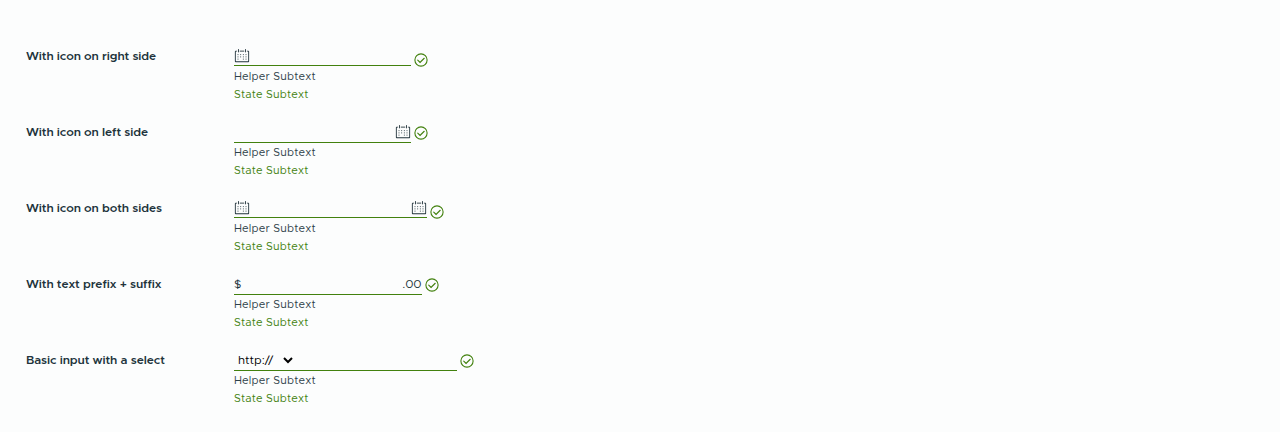 With icon on right side
Helper Subtext
State Subtext
With icon on left side
Helper Subtext
State Subtext
With icon on both sides
Helper Subtext
State Subtext
With text prefix + suffix $ .00
Helper Subtext
State Subtext
Basic input with a select http://
Helper Subtext
State Subtext